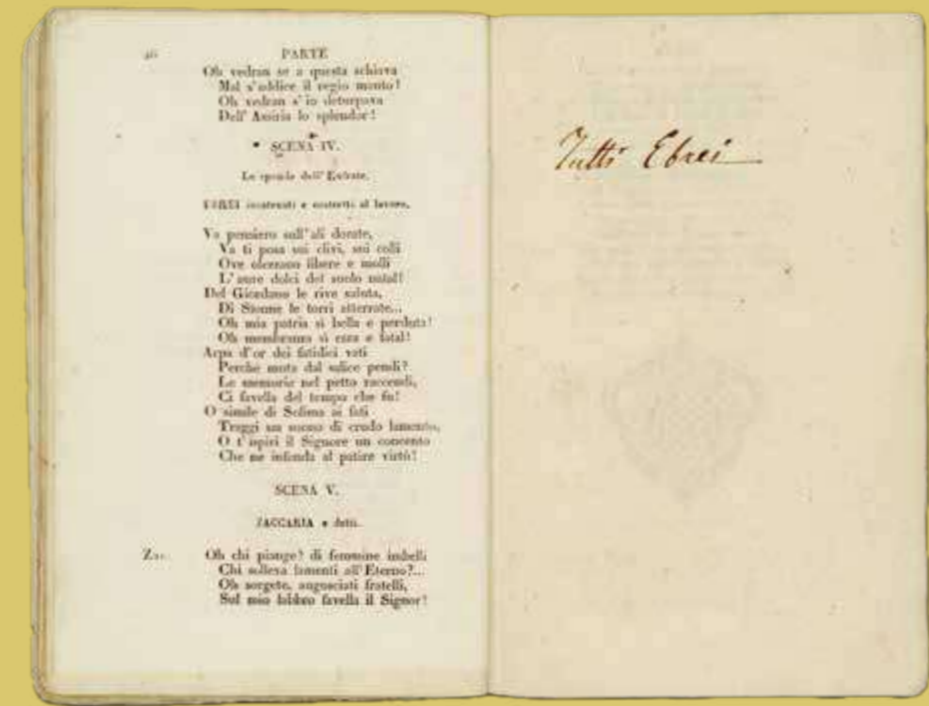 PARTE
Oh vedran se a questa schiava
Mal s'addice il regio manto!
Oh vedran s'io deturpava
Dell' Assiria lo splendor!
SCENA IV.
Le sponde dell' Eufrate.
EBREI incatenati e costretti al lavoro.
Va pensiero sull'ali dorate,
Va ti posa sui clivi, sui colli
Ove olezzano libere e molli
L'aure dolci del suolo natal!
Del Giordano le rive saluta,
Di Sionne le torri atterrate...
Oh mia patria sì bella e perduta!
Oh membranza sì cara e fatal!
Arpa d'or dei fatidici vati
Perchè muta dal salice pendi?
Le memorie nel petto raccendi,
Ci favella del tempo che fu!
O simile di Solima ai fati
Traggi un suono di crudo lamento,
O t'ispiri il Signore un concento
Che ne infonda al patire virtù!
SCENA V.
ZACCARIA e detti.
Zac. Oh chi piange? di femmine imbelli
Chi solleva lamenti all'Eterno?...
Oh sorgete, angosciati fratelli,
Sul mio labbro favella il Signor!
Tutti Ebrei